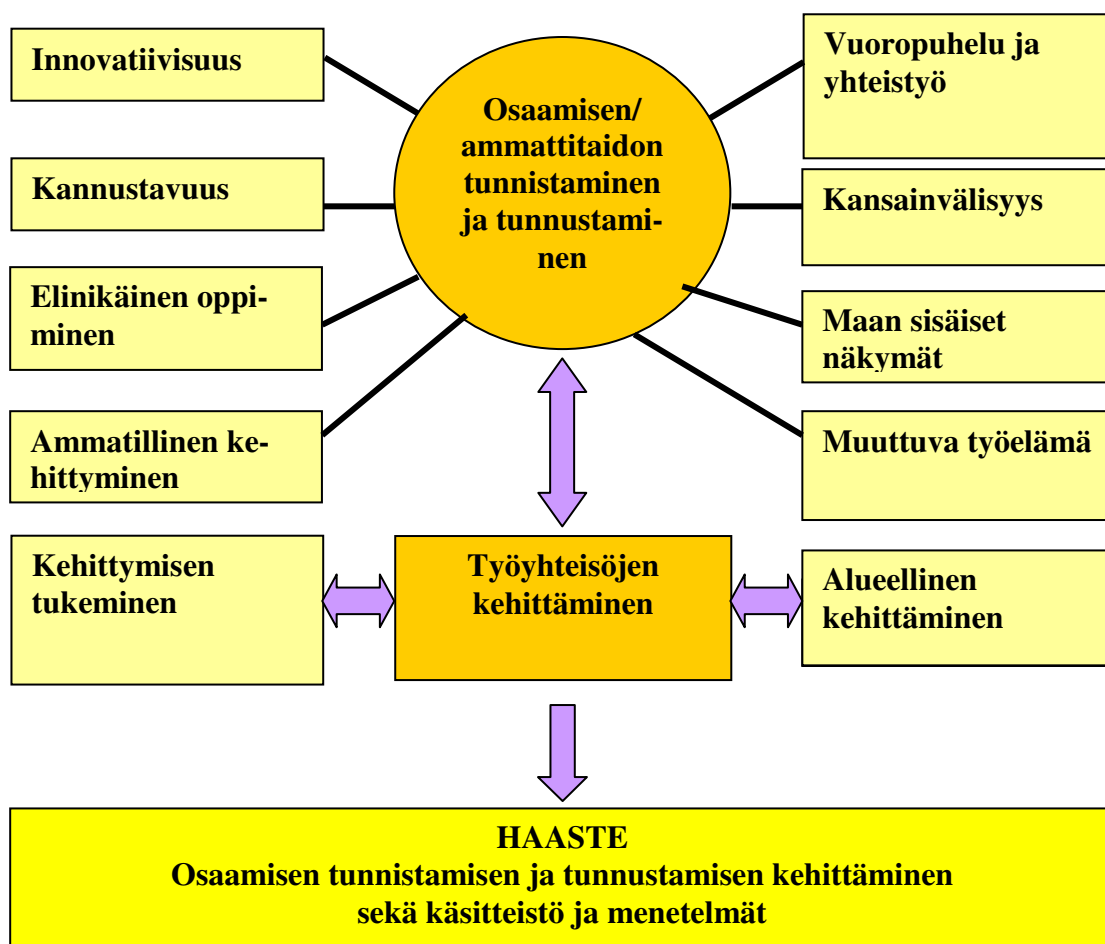 Innovatiivisuus
Kannustavuus
Elinikäinen oppi-
minen
Ammatillinen ke-
hittyminen
Osaamisen/
ammattitaidon
tunnistaminen
ja tunnustami-
nen
Vuoropuhelu ja
yhteistyö
Kansainvälisyys
Maan sisäiset
näkymät
Muuttuva työelämä
Kehittymisen
tukeminen
Työyhteisöjen
kehittäminen
Alueellinen
kehittäminen
HAASTE
Osaamisen tunnistamisen ja tunnustamisen kehittäminen
sekä käsitteistö ja menetelmät